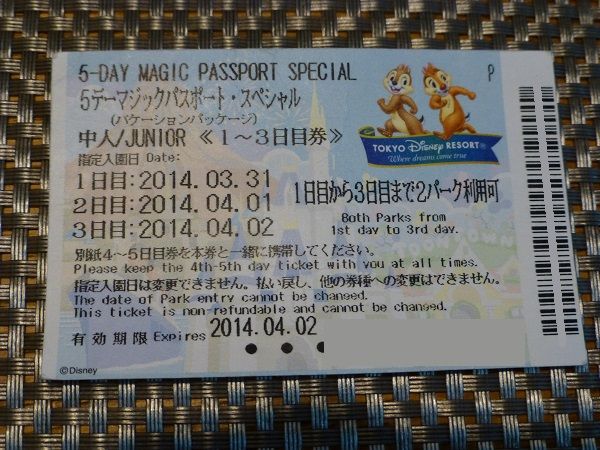 5-DAY MAGIC PASSPORT SPECIAL
P
5デーマジックパスポート・スペシャル
(バケーションパッケージ)
中人/JUNIOR 《1~3日目券》
TOKYO Disney RESORT®
Where dreams come true
指定入園日 Date:
1日目:2014.03.31
2日目:2014.04.01
3日目:2014.04.02
1日目から3日目まで2パーク利用可
Both Parks from
1st day to 3rd day.
別紙4~5日目券を本券と一緒に携帯してください。
Please keep the 4th-5th day ticket with you at all times.
指定入園日は変更できません。払い戻し、他の券種への変更はできません。
The date of Park entry cannot be changed.
This ticket is non-refundable and cannot be changed.
有効期限 Expires 2014.04.02
©Disney